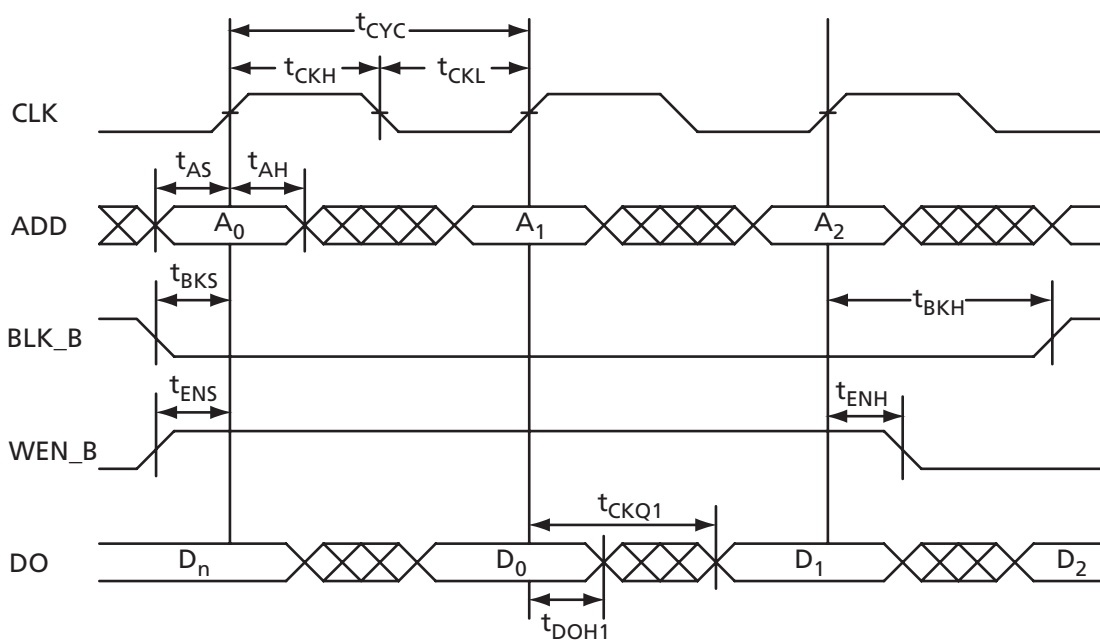 tCYC
tCKH tCKL
CLK
tAS tAH
ADD A0 A1 A2
tBKS tBKH
BLK_B
tENS tENH
WEN_B
tCKQ1
DO Dn D0 D1 D2
tDOH1